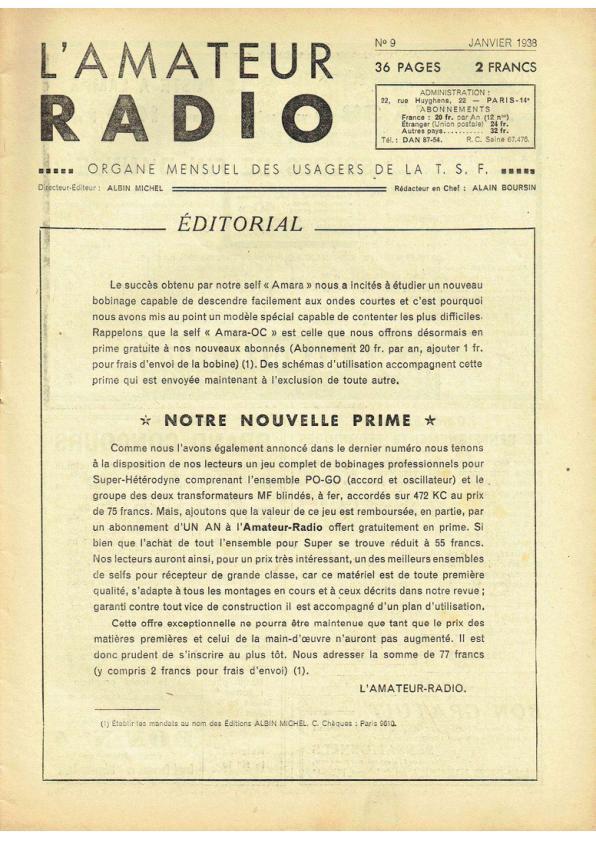 L'AMATEUR
RADIO
Nº 9 JANVIER 1938
36 PAGES 2 FRANCS
ADMINISTRATION :
22, rue Huyghens, 22 — PARIS-14e
ABONNEMENTS
France : 20 fr. par An (12 nos)
Étranger (Union postale) 24 fr.
Autres pays........... 32 fr.
Tél. : DAN 87-54. R.C. Seine 67.475.
ORGANE MENSUEL DES USAGERS DE LA T. S. F.
Directeur-Éditeur : ALBIN MICHEL Rédacteur en Chef : ALAIN BOURSIN
ÉDITORIAL
Le succès obtenu par notre self « Amara » nous a incités à étudier un nouveau
bobinage capable de descendre facilement aux ondes courtes et c'est pourquoi
nous avons mis au point un modèle spécial capable de contenter les plus difficiles.
Rappelons que la self « Amara-OC » est celle que nous offrons désormais en
prime gratuite à nos nouveaux abonnés (Abonnement 20 fr. par an, ajouter 1 fr.
pour frais d'envoi de la bobine) (1). Des schémas d'utilisation accompagnent cette
prime qui est envoyée maintenant à l'exclusion de toute autre.
☆ NOTRE NOUVELLE PRIME ★
Comme nous l'avons également annoncé dans le dernier numéro nous tenons
à la disposition de nos lecteurs un jeu complet de bobinages professionnels pour
Super-Hétérodyne comprenant l'ensemble PO-GO (accord et oscillateur) et le
groupe des deux transformateurs MF blindés, à fer, accordés sur 472 KC au prix
de 75 francs. Mais, ajoutons que la valeur de ce jeu est remboursée, en partie, par
un abonnement d'UN AN à l'Amateur-Radio offert gratuitement en prime. Si
bien que l'achat de tout l'ensemble pour Super se trouve réduit à 55 francs.
Nos lecteurs auront ainsi, pour un prix très intéressant, un des meilleurs ensembles
de selfs pour récepteur de grande classe, car ce matériel est de toute première
qualité, s'adapte à tous les montages en cours et à ceux décrits dans notre revue ;
garanti contre tout vice de construction il est accompagné d'un plan d'utilisation.
Cette offre exceptionnelle ne pourra être maintenue que tant que le prix des
matières premières et celui de la main-d'œuvre n'auront pas augmenté. Il est
donc prudent de s'inscrire au plus tôt. Nous adresser la somme de 77 francs
(y compris 2 francs pour frais d'envoi) (1).
L'AMATEUR-RADIO.
(1) Établir les mandats au nom des Éditions ALBIN MICHEL. C. Chèques : Paris 9610.